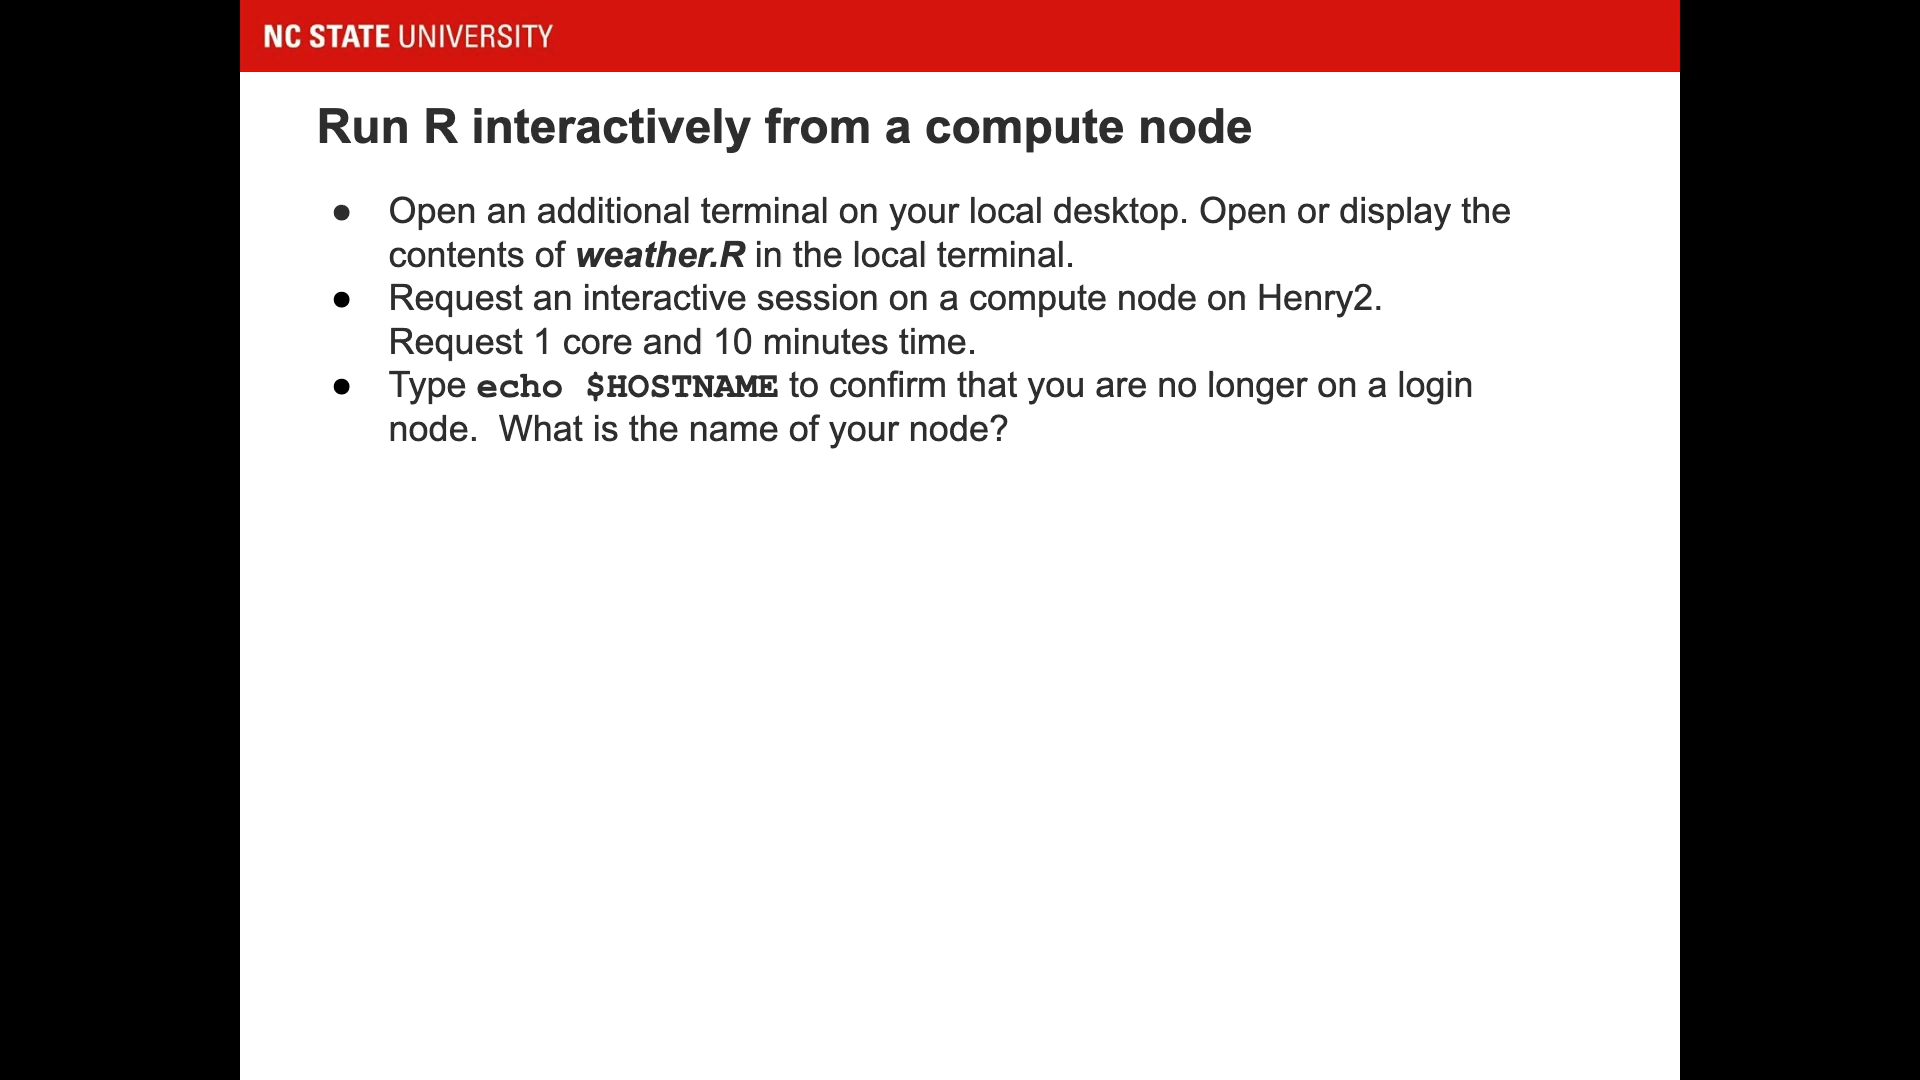 NC STATE UNIVERSITY
Run R interactively from a compute node
● Open an additional terminal on your local desktop. Open or display the
contents of weather.R in the local terminal.
● Request an interactive session on a compute node on Henry2.
Request 1 core and 10 minutes time.
● Type echo $HOSTNAME to confirm that you are no longer on a login
node.  What is the name of your node?